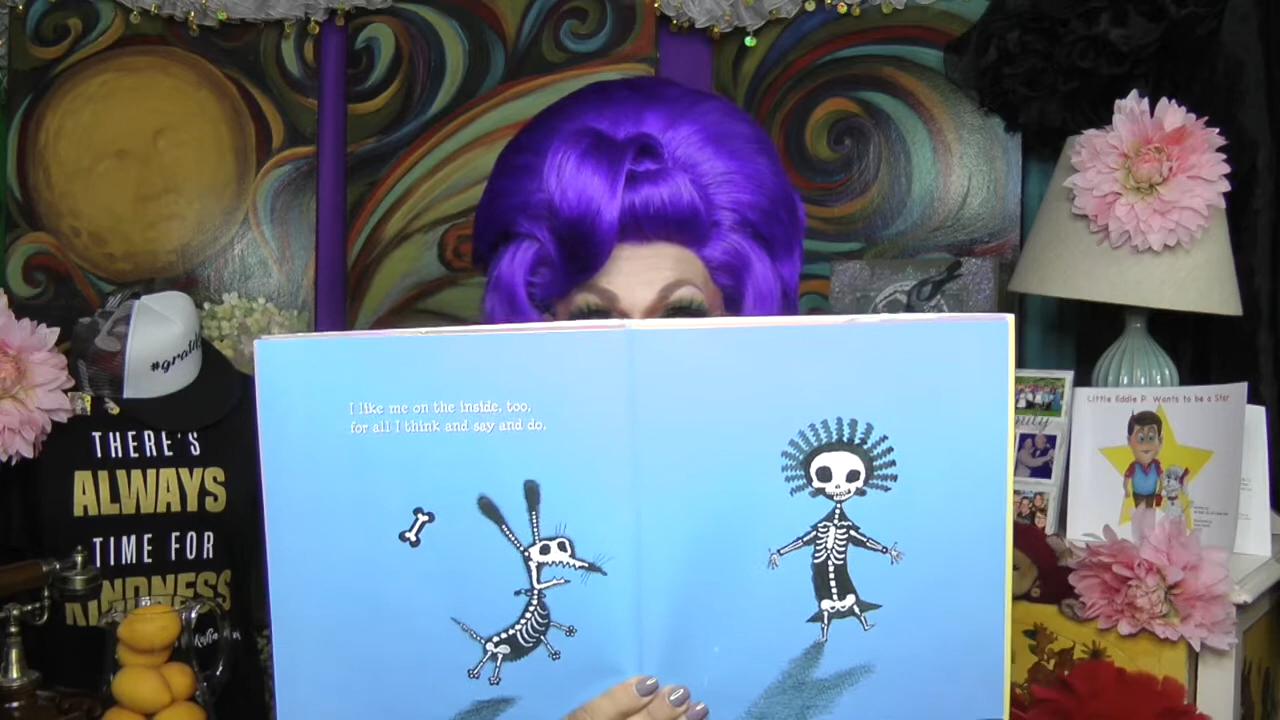 I like me on the inside, too,
for all I think and say and do.
THERE'S
ALWAYS
TIME FOR
KINDNESS
Little Eddie P. Wants to be a Star